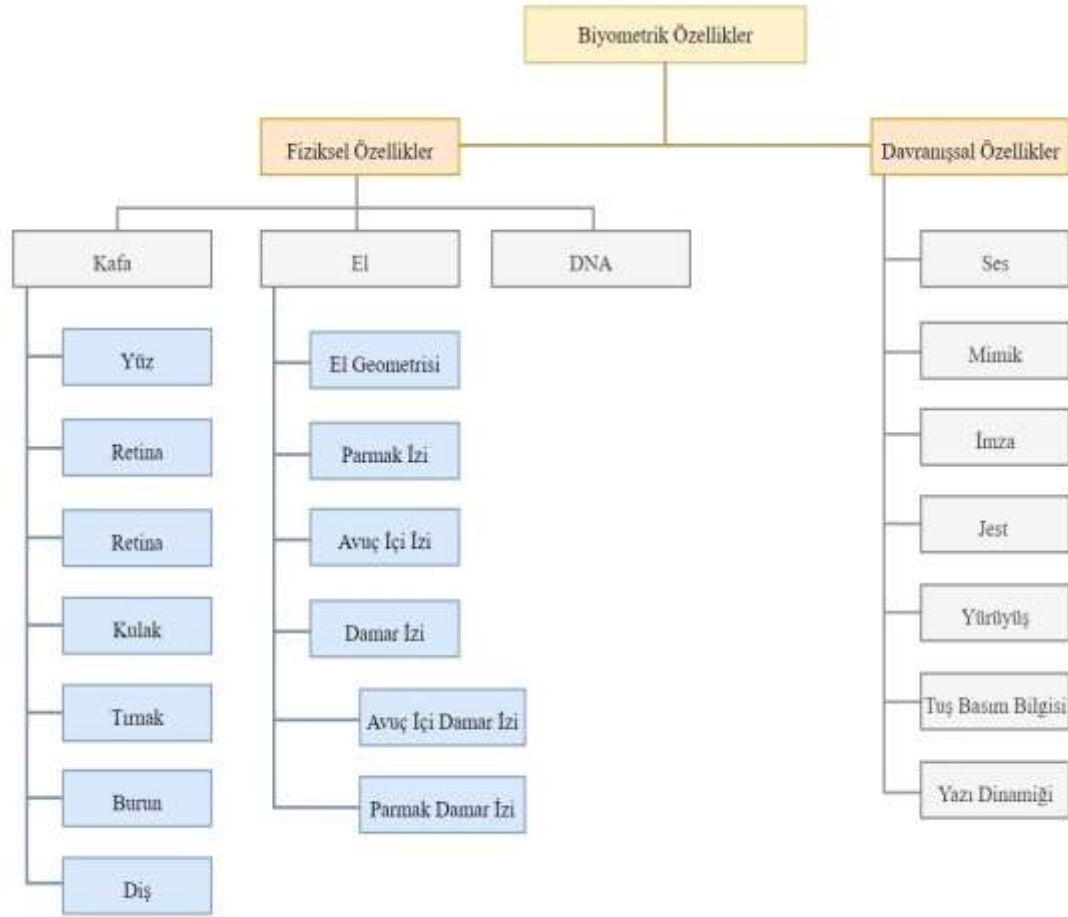 Biyometrik Özellikler
Fiziksel Özellikler
Davranışsal Özellikler
Kafa
El
DNA
Yüz
Retina
Retina
Kulak
Tırnak
Burun
Diş
El Geometrisi
Parmak İzi
Avuç İçi İzi
Damar İzi
Avuç İçi Damar İzi
Parmak Damar İzi
Ses
Mimik
İmza
Jest
Yürüyüş
Tuş Basım Bilgisi
Yazı Dinamiği